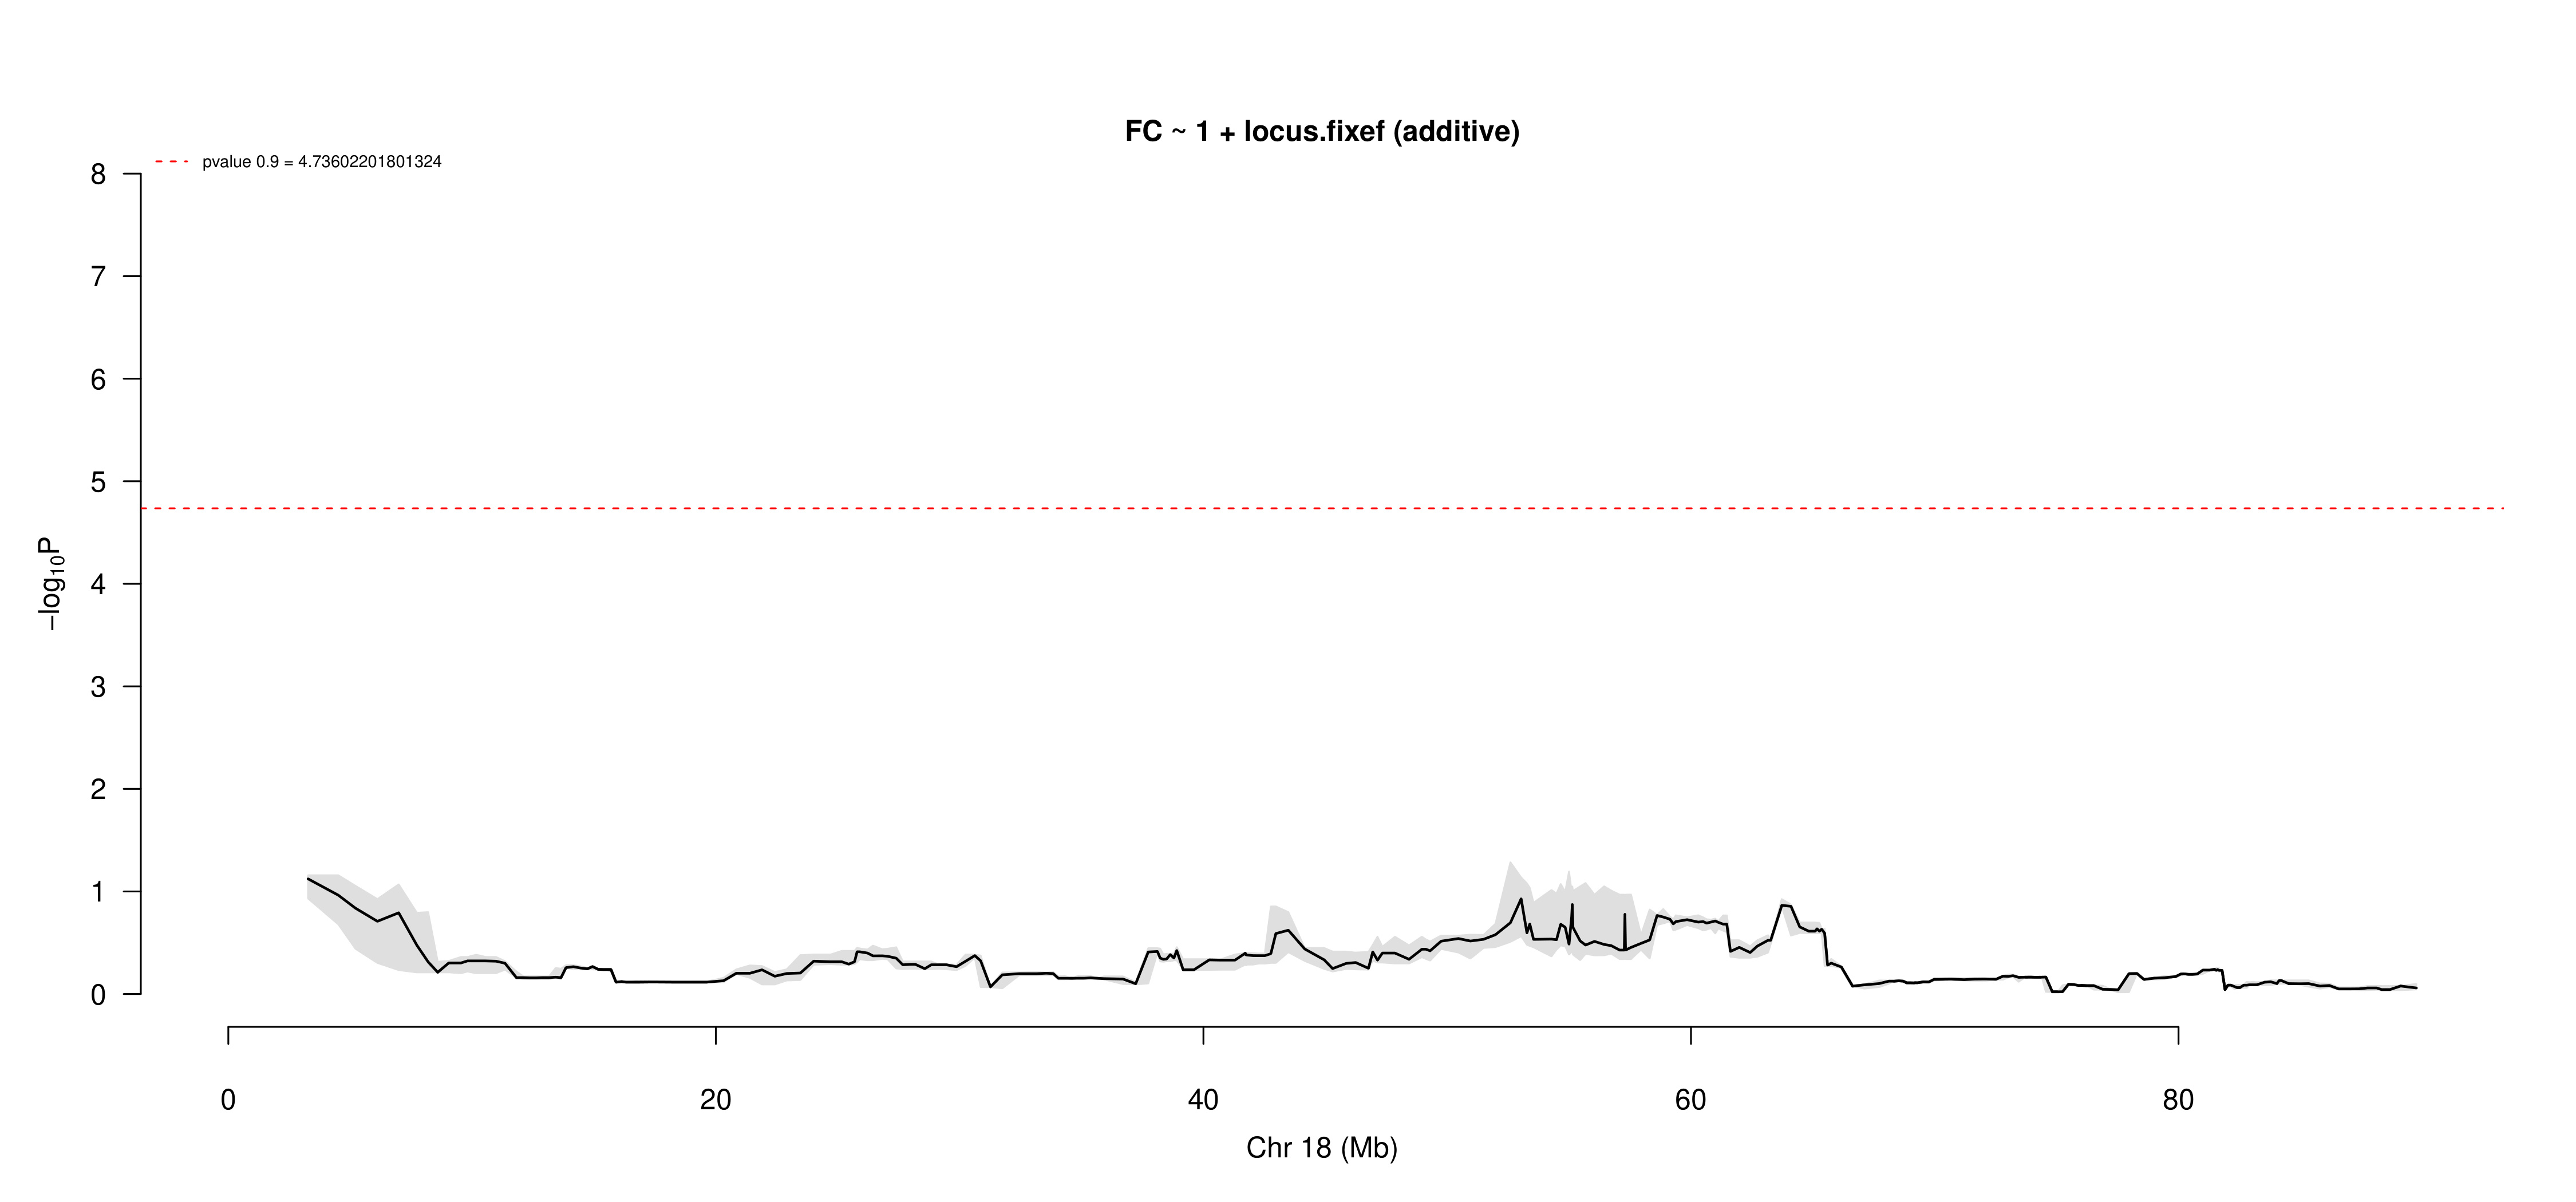 FC ~ 1 + locus.fixef (additive)
pvalue 0.9 = 4.73602201801324
8
7
6
5
4
3
2
1
0
−log10P
0 20 40 60 80
Chr 18 (Mb)